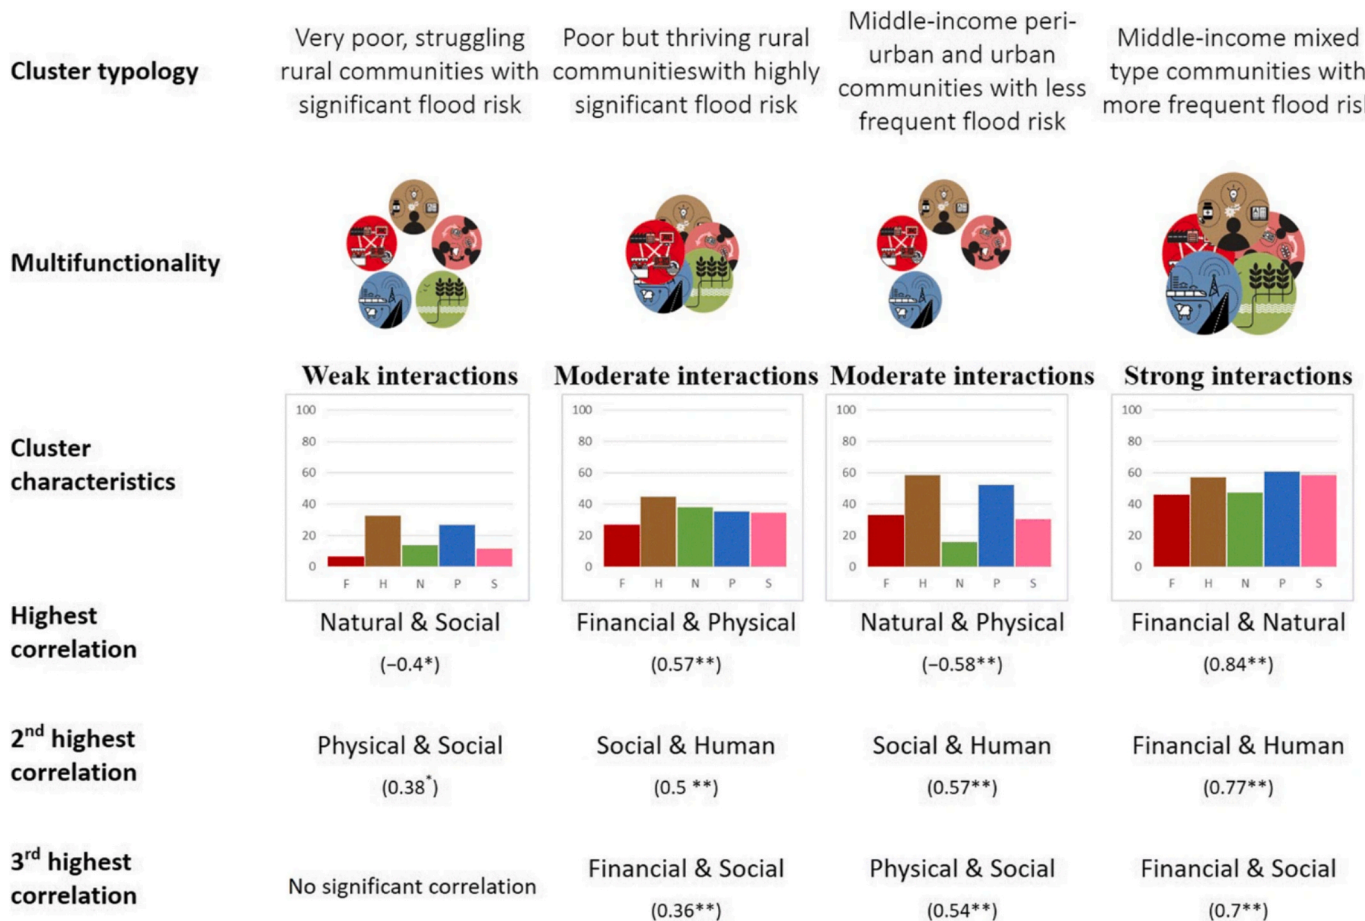 Cluster typology
Very poor, struggling
rural communities with
significant flood risk
Poor but thriving rural
communitieswith highly
significant flood risk
Middle-income peri-
urban and urban
communities with less
frequent flood risk
Middle-income mixed
type communities with
more frequent flood risk
Multifunctionality
Weak interactions
Moderate interactions
Moderate interactions
Strong interactions
Cluster
characteristics
100
80
60
40
20
0
F H N P S
100
80
60
40
20
0
F H N P S
100
80
60
40
20
0
F H N P S
100
80
60
40
20
0
F H N P S
Highest
correlation
Natural & Social
(−0.4*)
Financial & Physical
(0.57**)
Natural & Physical
(−0.58**)
Financial & Natural
(0.84**)
2nd highest
correlation
Physical & Social
(0.38*)
Social & Human
(0.5 **)
Social & Human
(0.57**)
Financial & Human
(0.77**)
3rd highest
correlation
No significant correlation
Financial & Social
(0.36**)
Physical & Social
(0.54**)
Financial & Social
(0.7**)